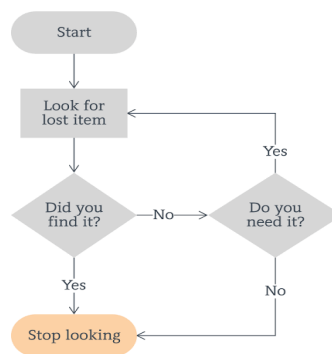 Start
Look for
lost item
Yes
Did you
find it?
No
Do you
need it?
Yes
No
Stop looking